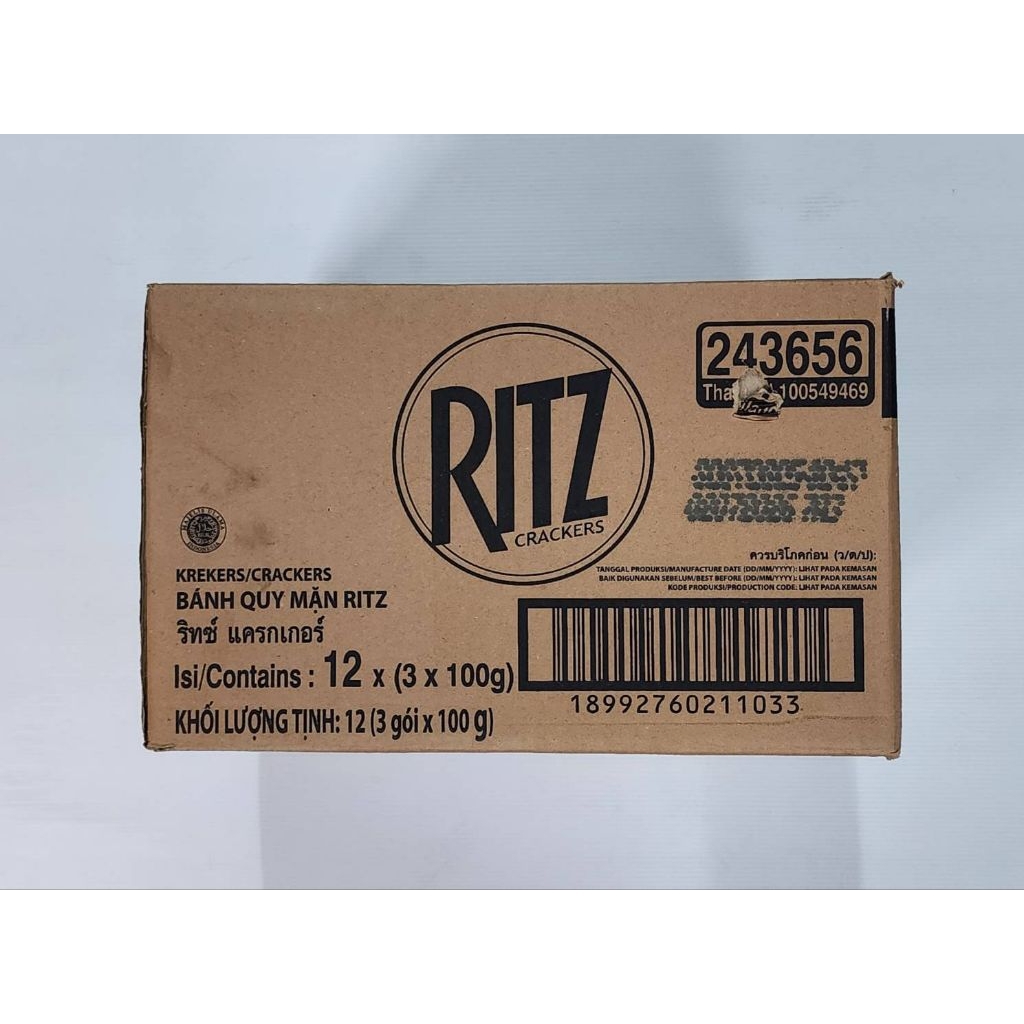 RITZ
CRACKERS
243656
100549469
MAJELIS ULAMA
INDONESIA
KREKERS/CRACKERS
BÁNH QUY MẶN RITZ
ริทซ์ แครกเกอร์
Isi/Contains : 12 x (3 x 100g)
KHỐI LƯỢNG TỊNH: 12 (3 gói x 100 g)
ควรบริโภคก่อน (ว/ด/ป):
TANGGAL PRODUKSI/MANUFACTURE DATE (DD/MM/YYYY): LIHAT PADA KEMASAN
BAIK DIGUNAKAN SEBELUM/BEST BEFORE (DD/MM/YYYY): LIHAT PADA KEMASAN
KODE PRODUKSI/PRODUCTION CODE: LIHAT PADA KEMASAN
18992760211033